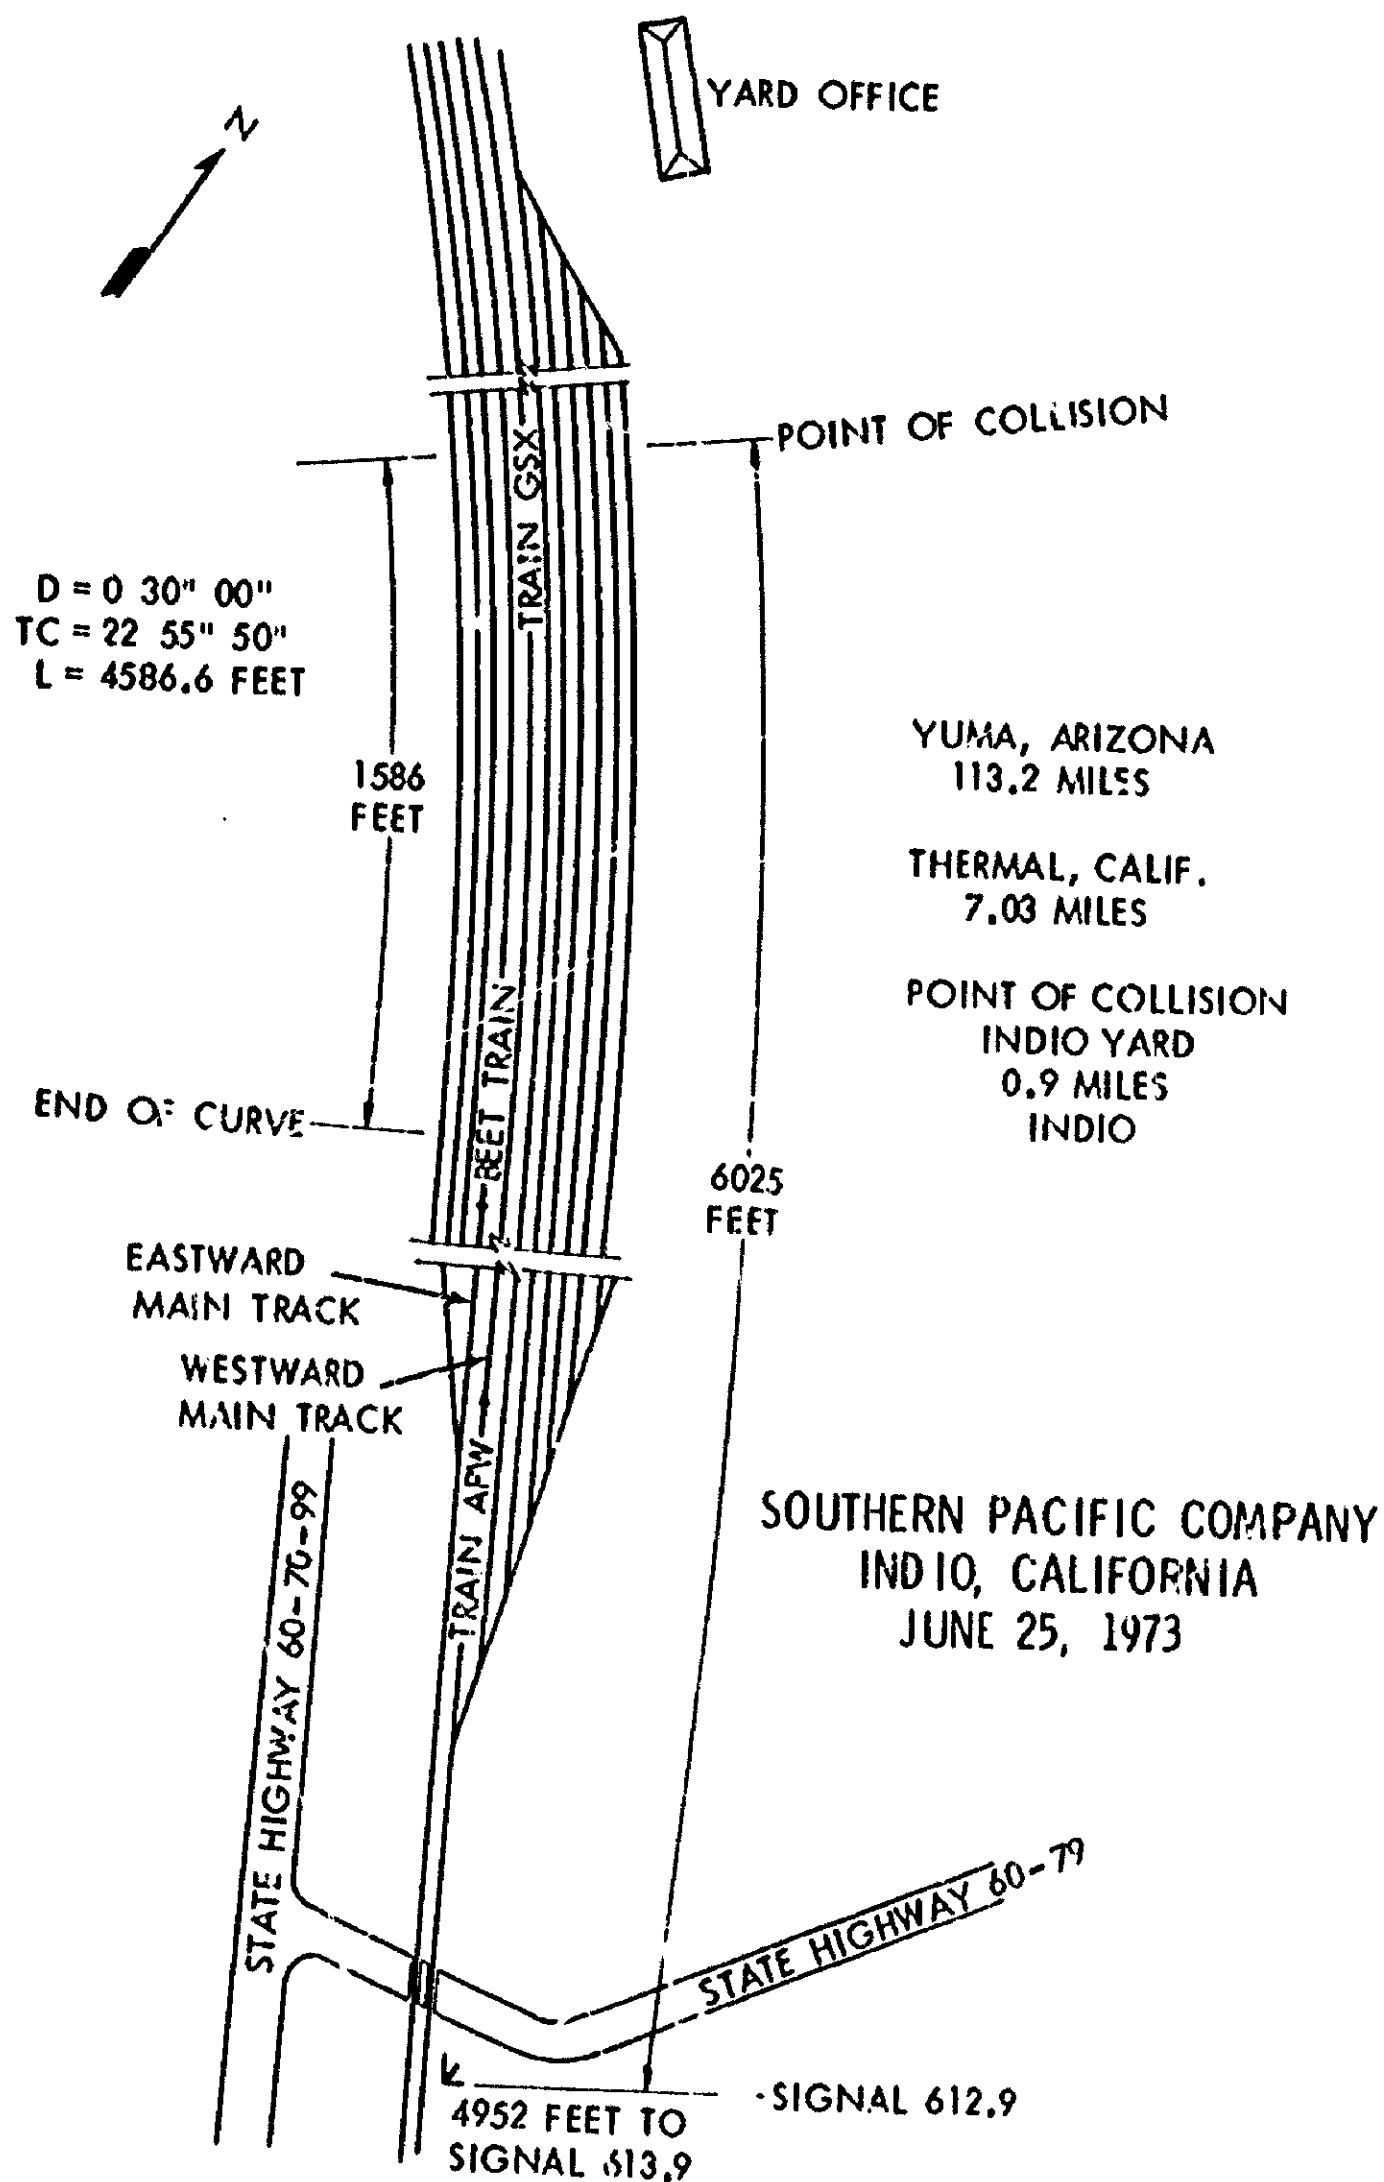 N
YARD OFFICE
POINT OF COLLISION
TRAIN GSX
D = 0 30" 00"
TC = 22 55" 50"
L = 4586.6 FEET
1586
FEET
YUMA, ARIZONA
113.2 MILES
THERMAL, CALIF.
7.03 MILES
POINT OF COLLISION
INDIO YARD
0.9 MILES
INDIO
BEET TRAIN
END OF CURVE
6025
FEET
EASTWARD
MAIN TRACK
WESTWARD
MAIN TRACK
TRAIN APW
STATE HIGHWAY 60-70-99
SOUTHERN PACIFIC COMPANY
INDIO, CALIFORNIA
JUNE 25, 1973
STATE HIGHWAY 60-79
SIGNAL 612.9
4952 FEET TO
SIGNAL 613.9